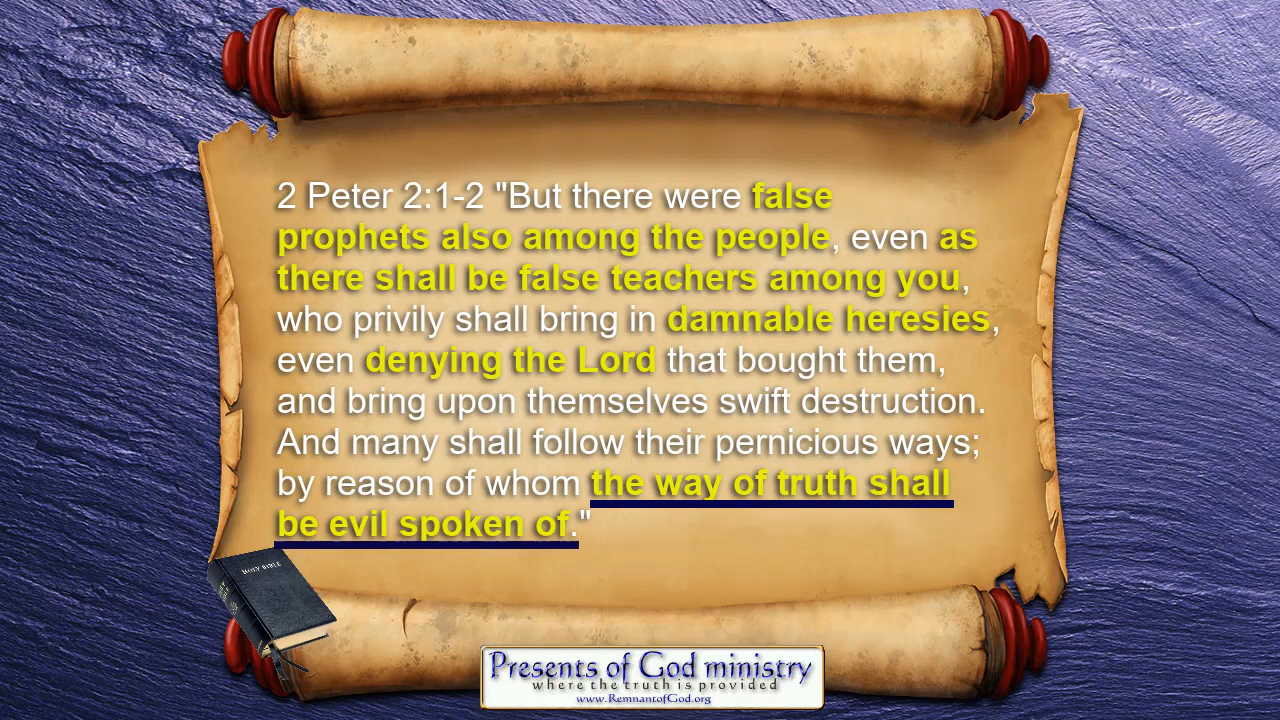 2 Peter 2:1-2 "But there were false
prophets also among the people, even as
there shall be false teachers among you,
who privily shall bring in damnable heresies,
even denying the Lord that bought them,
and bring upon themselves swift destruction.
And many shall follow their pernicious ways;
by reason of whom the way of truth shall
be evil spoken of."
HOLY BIBLE
Presents of God ministry
where the truth is provided
www.RemnantofGod.org